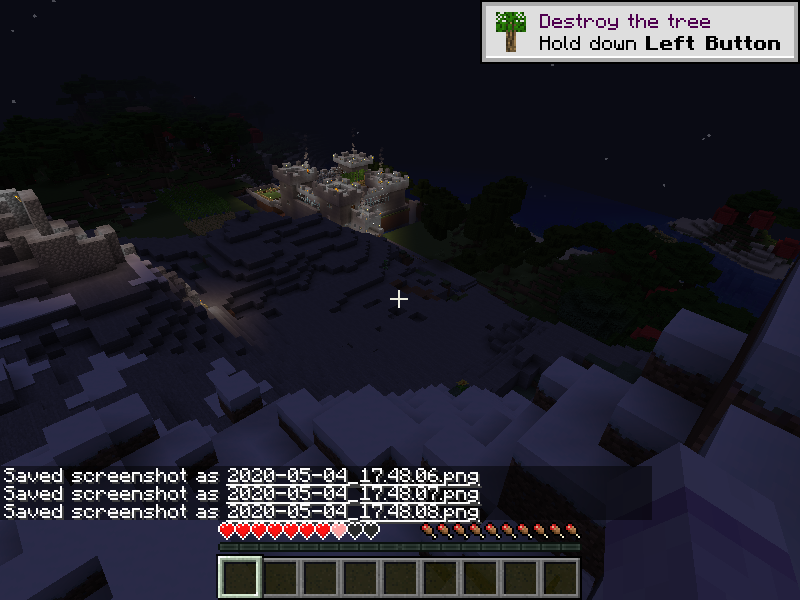 Destroy the tree
Hold down Left Button
Saved screenshot as 2020-05-04_17.48.06.png
Saved screenshot as 2020-05-04_17.48.07.png
Saved screenshot as 2020-05-04_17.48.08.png